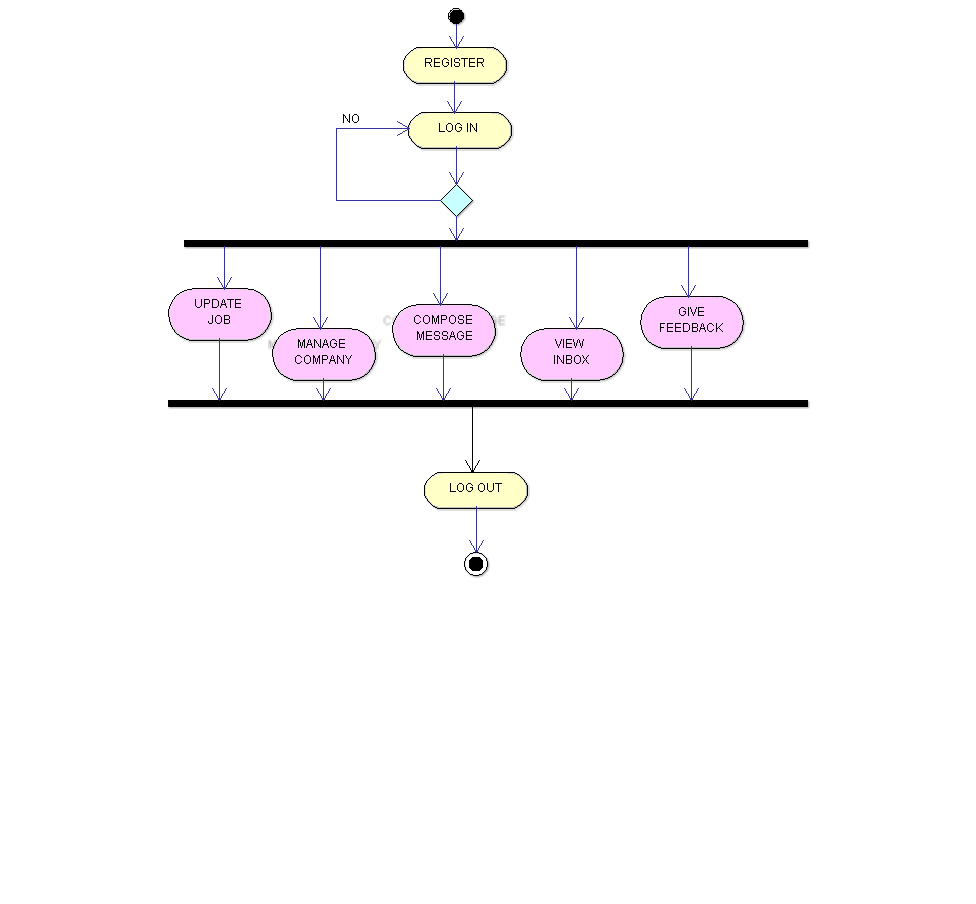 REGISTER
NO
LOG IN
UPDATE
JOB
MANAGE
COMPANY
COMPOSE
MESSAGE
VIEW
INBOX
GIVE
FEEDBACK
LOG OUT